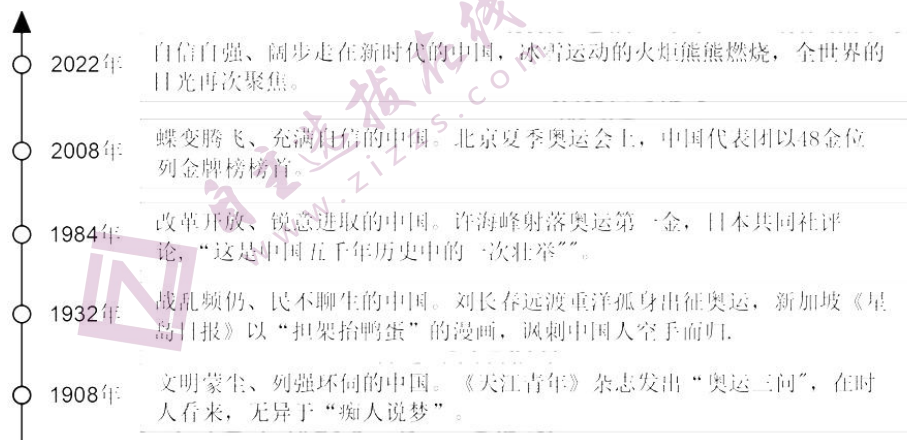 2022年
自信自强、阔步走在新时代的中国，冰雪运动的火炬熊熊燃烧，全世界的
目光再次聚焦。
2008年
蝶变腾飞、充满自信的中国。北京夏季奥运会上，中国代表团以48金位
列金牌榜榜首。
1984年
改革开放、锐意进取的中国。许海峰射落奥运第一金，日本共同社评
论，“这是中国五千年历史中的一次壮举"”。
1932年
战乱频仍、民不聊生的中国。刘长春远渡重洋孤身出征奥运，新加坡《星
岛日报》以“担架抬鸭蛋”的漫画，讽刺中国人空手而归.
1908年
文明蒙尘、列强环伺的中国。《天江青年》杂志发出“奥运三问"，在时
人看来，无异于“痴人说梦”。
自主选拔在线
www.zizzs.com